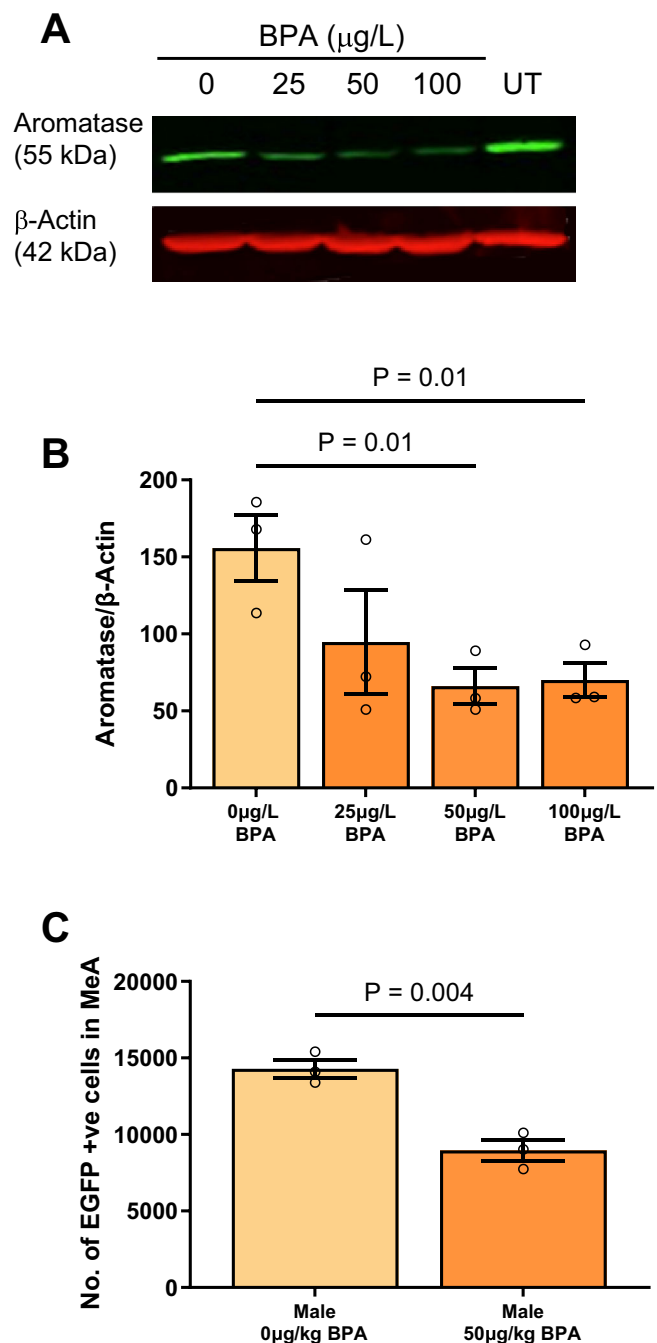 A
BPA (μg/L)
0 25 50 100 UT
Aromatase
(55 kDa)
β-Actin
(42 kDa)
P = 0.01
P = 0.01
B
Aromatase/β-Actin
200
150
100
50
0
0µg/L
BPA
25µg/L
BPA
50µg/L
BPA
100µg/L
BPA
C
No. of EGFP +ve cells in MeA
P = 0.004
20000
15000
10000
5000
0
Male
0µg/kg BPA
Male
50µg/kg BPA